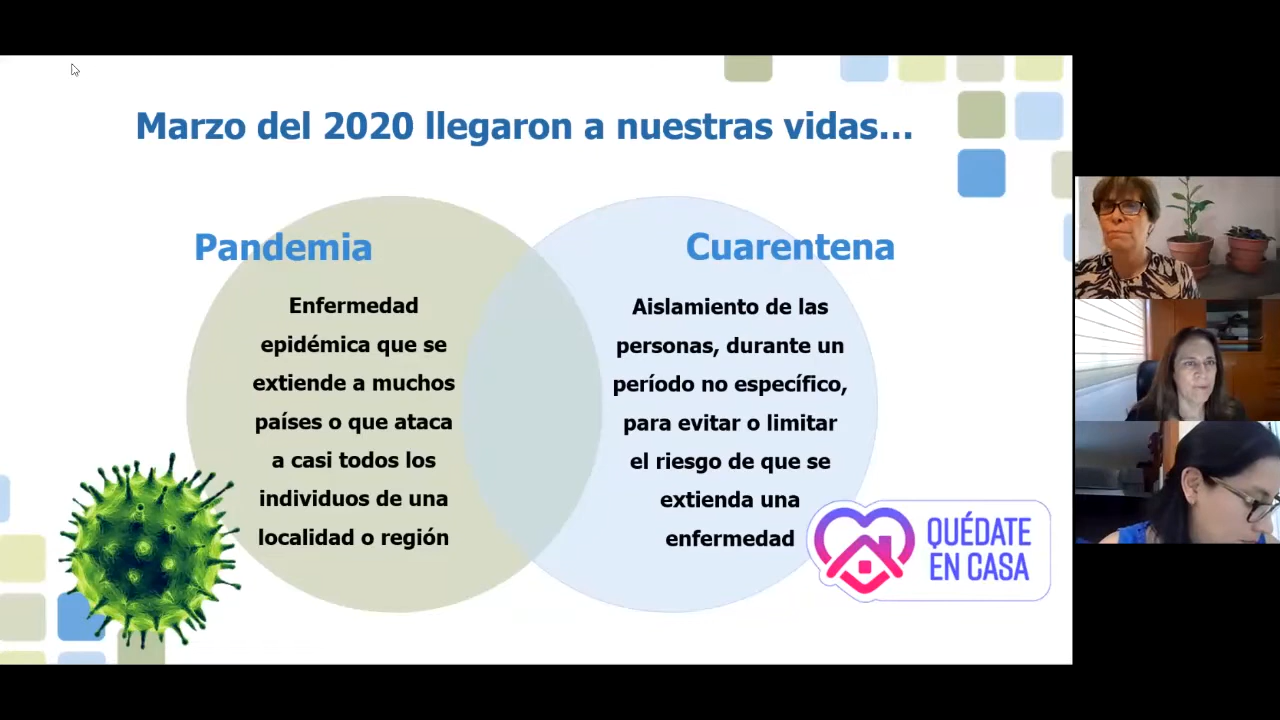 Marzo del 2020 llegaron a nuestras vidas...
Pandemia
Enfermedad
epidémica que se
extiende a muchos
países o que ataca
a casi todos los
individuos de una
localidad o región
Cuarentena
Aislamiento de las
personas, durante un
período no específico,
para evitar o limitar
el riesgo de que se
extienda una
enfermedad
QUÉDATE
EN CASA